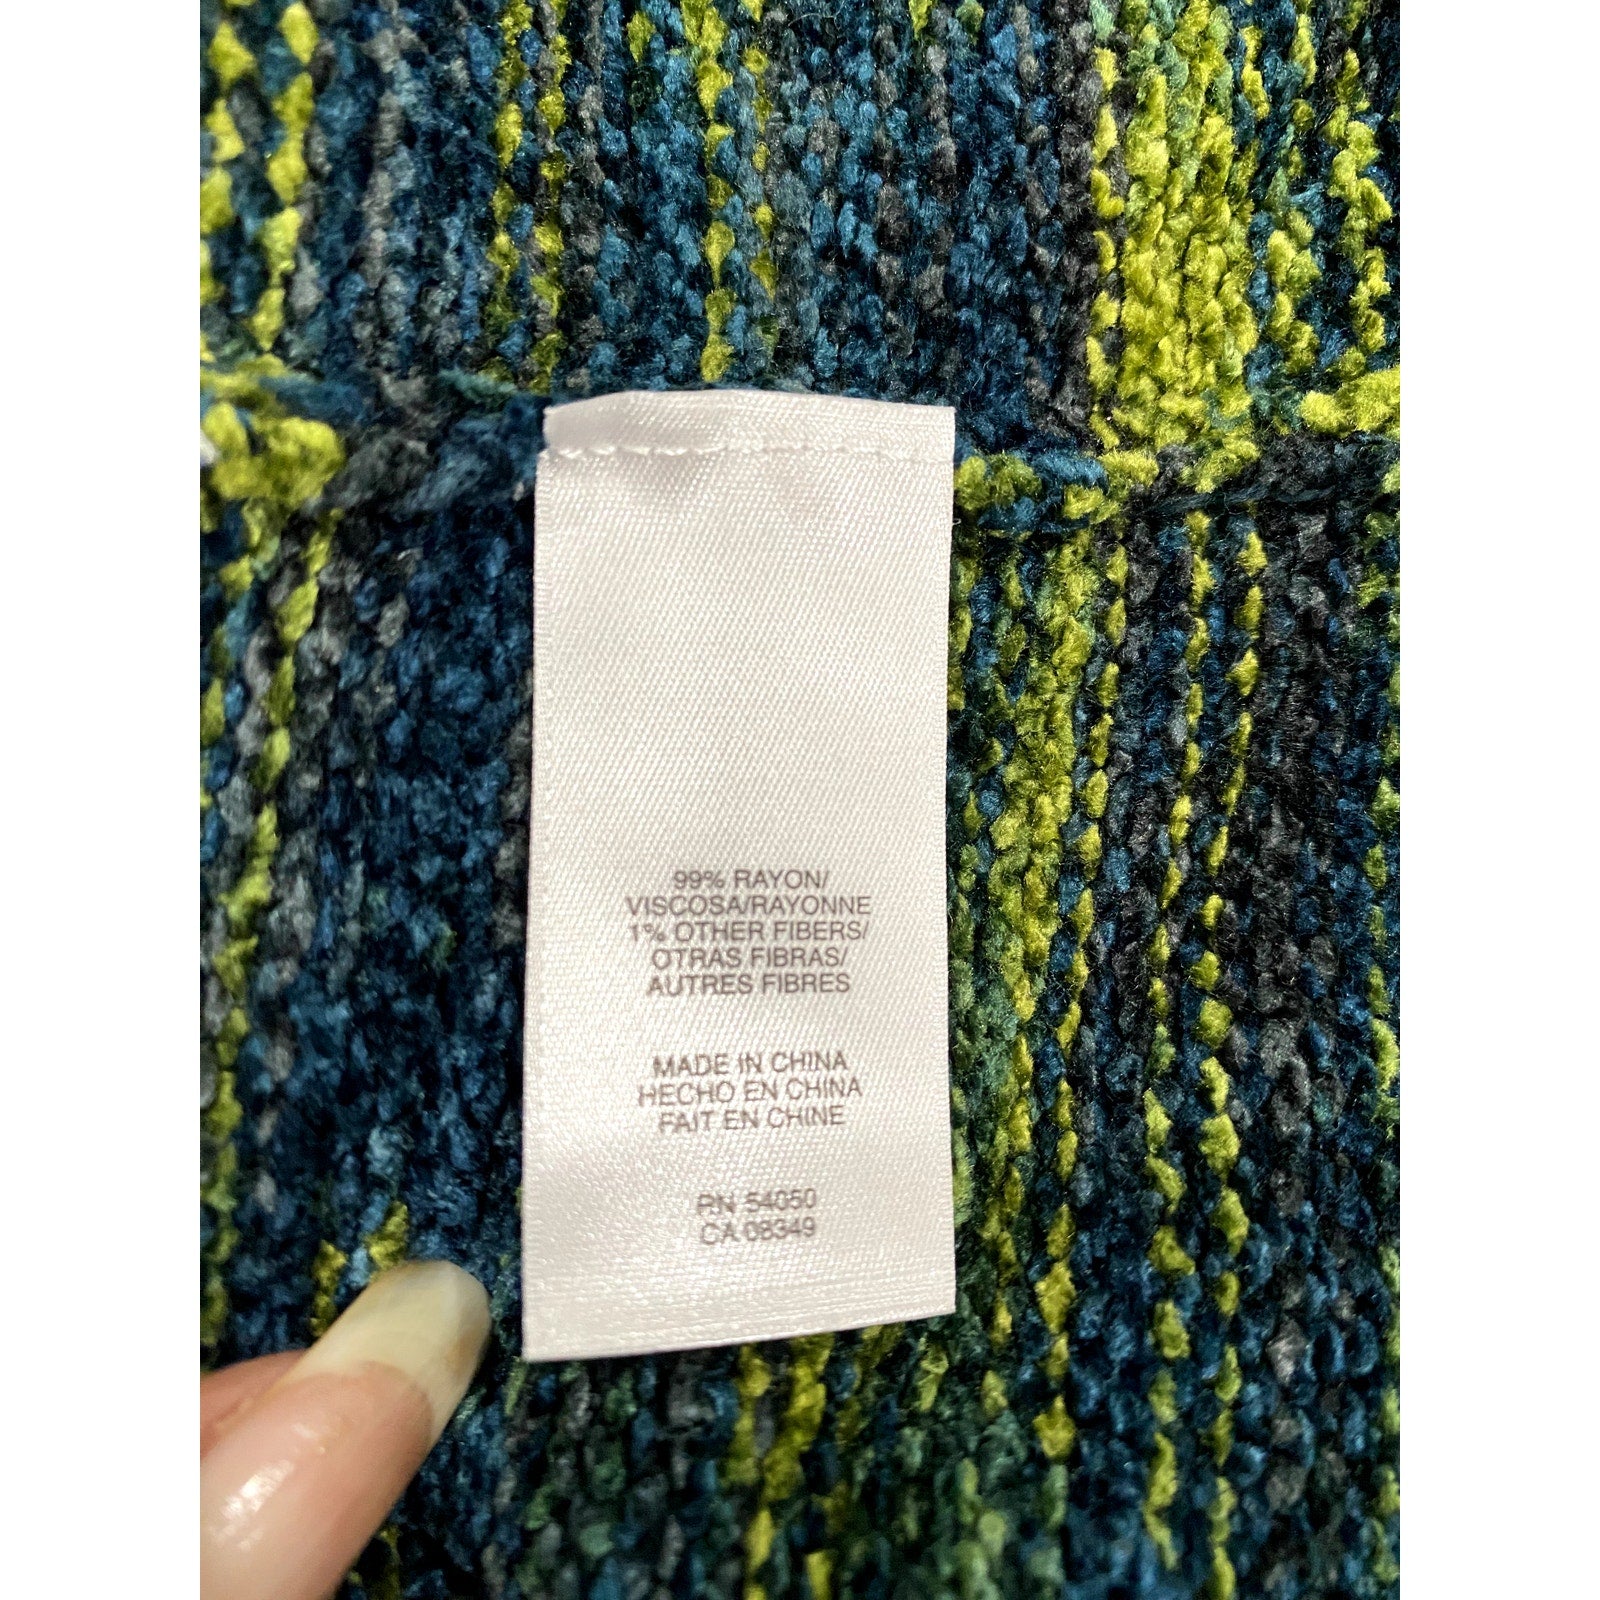 99% RAYON/
VISCOSA/RAYONNE
1% OTHER FIBERS/
OTRAS FIBRAS/
AUTRES FIBRES
MADE IN CHINA
HECHO EN CHINA
FAIT EN CHINE
RN 54050
CA 08349